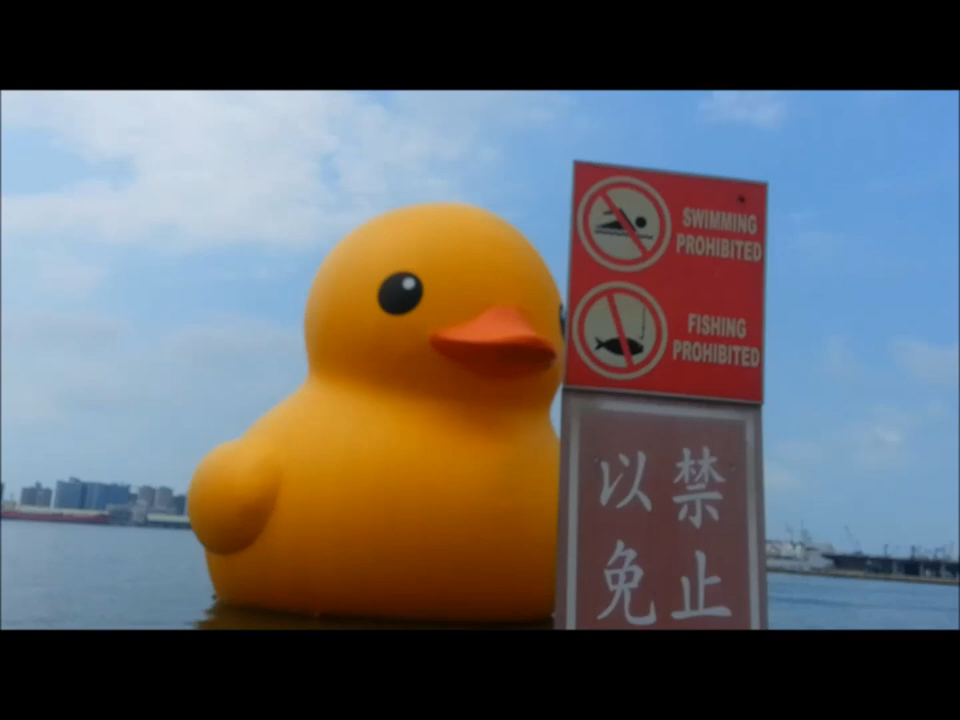 SWIMMING
PROHIBITED
FISHING
PROHIBITED
禁止
以免